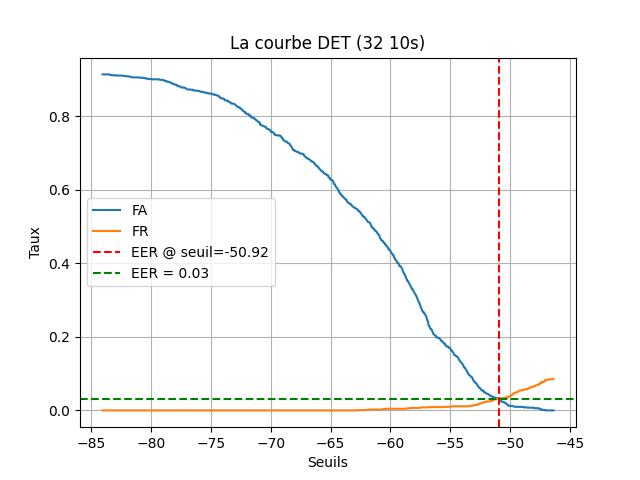 La courbe DET (32 10s)
Taux
0.8
0.6
0.4
0.2
0.0
FA
FR
EER @ seuil=-50.92
EER = 0.03
−85 −80 −75 −70 −65 −60 −55 −50 −45
Seuils